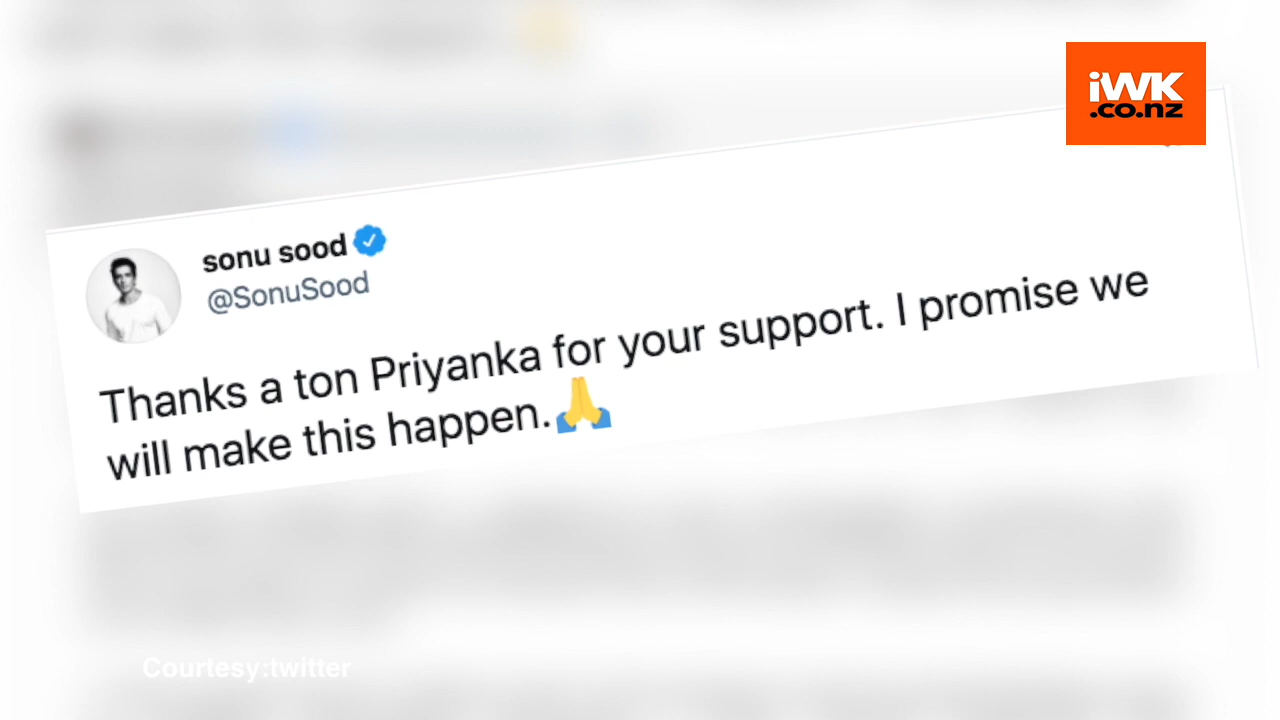 iWK
.co.nz
sonu sood
@SonuSood
Thanks a ton Priyanka for your support. I promise we
will make this happen.🙏
Courtesy:twitter